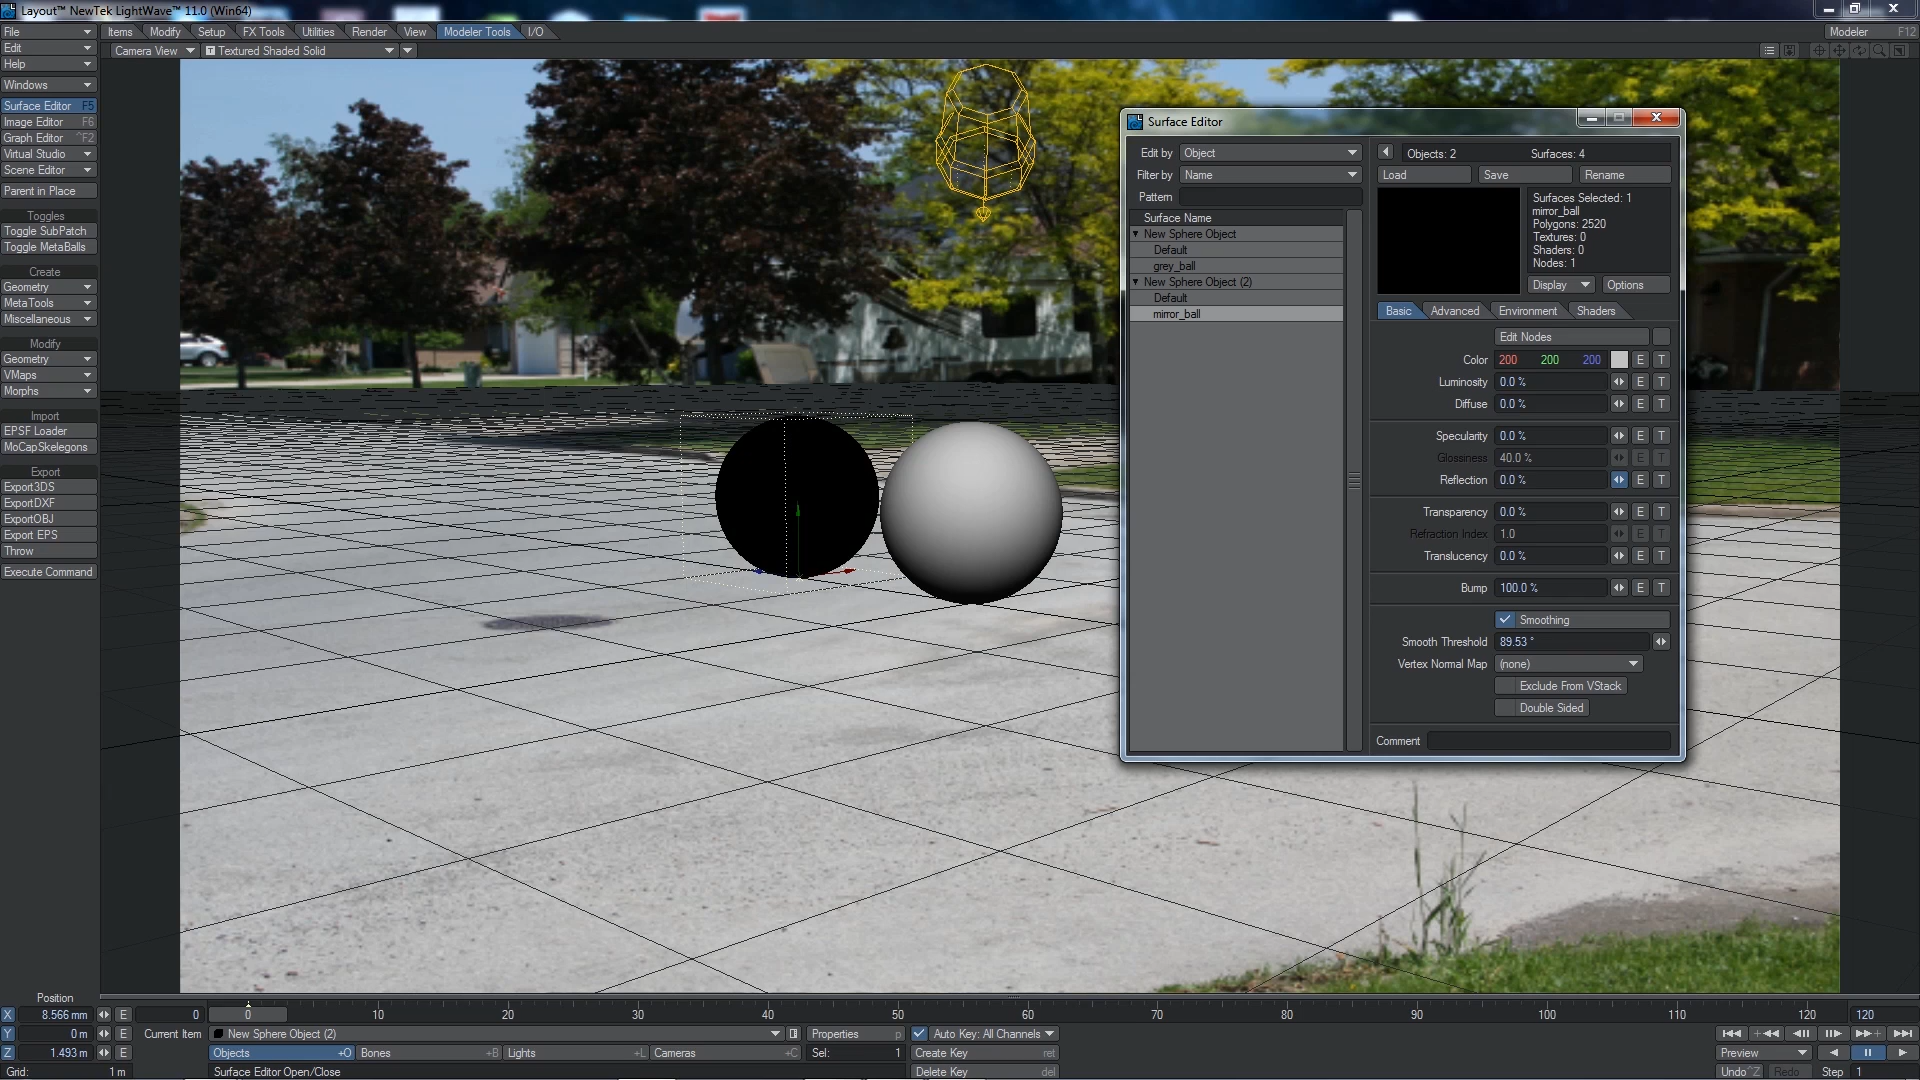 Layout™ NewTek LightWave™ 11.0 (Win64)
File
Edit
Help
Windows
Surface Editor F5
Image Editor F6
Graph Editor ^F2
Virtual Studio
Scene Editor
Parent in Place
Toggles
Toggle SubPatch
Toggle MetaBalls
Create
Geometry
MetaTools
Miscellaneous
Modify
Geometry
VMaps
Morphs
Import
EPSF Loader
MoCapSkelegons
Export
Export3DS
ExportDXF
ExportOBJ
Export EPS
Throw
Execute Command
Items Modify Setup FX Tools Utilities Render View Modeler Tools I/O
Modeler F12
Camera View T Textured Shaded Solid
Surface Editor
Edit by Object
Filter by Name
Pattern
Surface Name
New Sphere Object
Default
grey_ball
New Sphere Object (2)
Default
mirror_ball
Objects: 2 Surfaces: 4
Load Save Rename
Surfaces Selected: 1
mirror_ball
Polygons: 2520
Textures: 0
Shaders: 0
Nodes: 1
Display Options
Basic Advanced Environment Shaders
Edit Nodes
Color 200 200 200 E T
Luminosity 0.0 % E T
Diffuse 0.0 % E T
Specularity 0.0 % E T
Glossiness 40.0 % E T
Reflection 0.0 % E T
Transparency 0.0 % E T
Refraction Index 1.0 E T
Translucency 0.0 % E T
Bump 100.0 % E T
Smoothing
Smooth Threshold 89.53 °
Vertex Normal Map (none)
Exclude From VStack
Double Sided
Comment
Position
X 8.566 mm E 0 0 10 20 30 40 50 60 70 80 90 100 110 120 120
Y 0 m E Current Item New Sphere Object (2) Properties p Auto Key: All Channels
Z 1.493 m E Objects +O Bones +B Lights +L Cameras +C Sel: 1 Create Key ret Preview
Grid: 1 m Surface Editor Open/Close Delete Key del Undo ^Z Redo Step 1